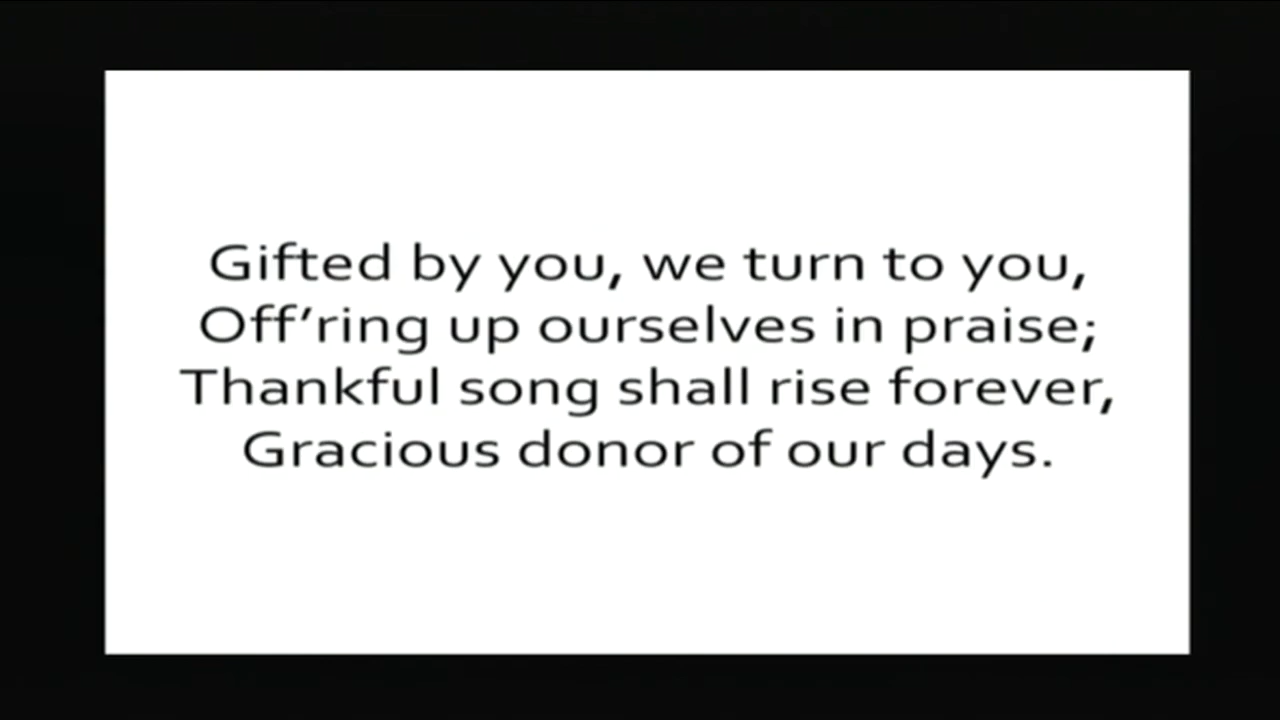 Gifted by you, we turn to you,
Off’ring up ourselves in praise;
Thankful song shall rise forever,
Gracious donor of our days.